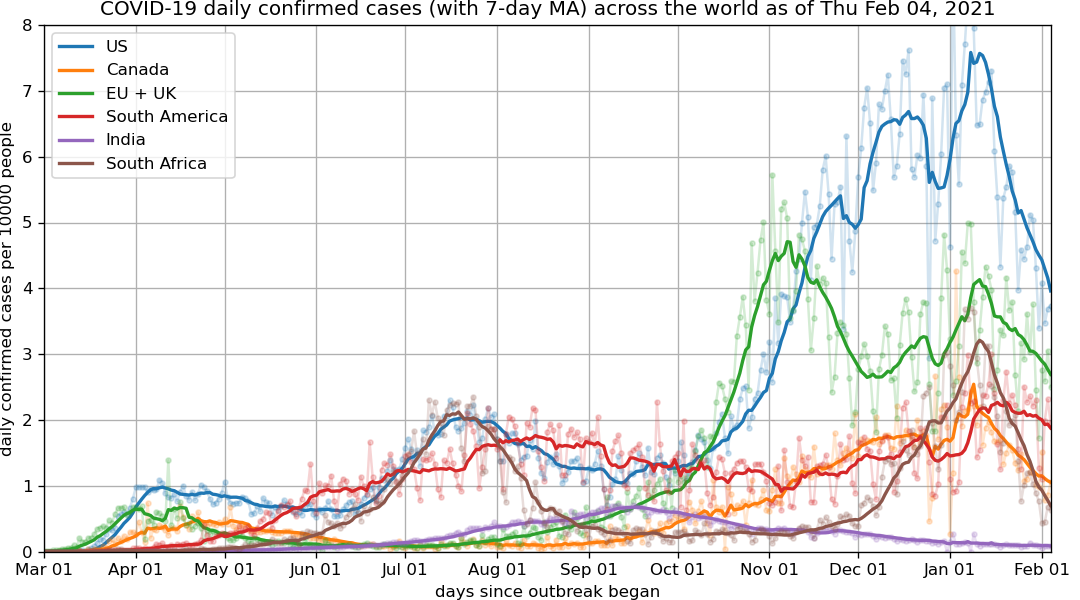 COVID-19 daily confirmed cases (with 7-day MA) across the world as of Thu Feb 04, 2021
daily confirmed cases per 10000 people
8
7
6
5
4
3
2
1
0
US
Canada
EU + UK
South America
India
South Africa
Mar 01 Apr 01 May 01 Jun 01 Jul 01 Aug 01 Sep 01 Oct 01 Nov 01 Dec 01 Jan 01 Feb 01
days since outbreak began